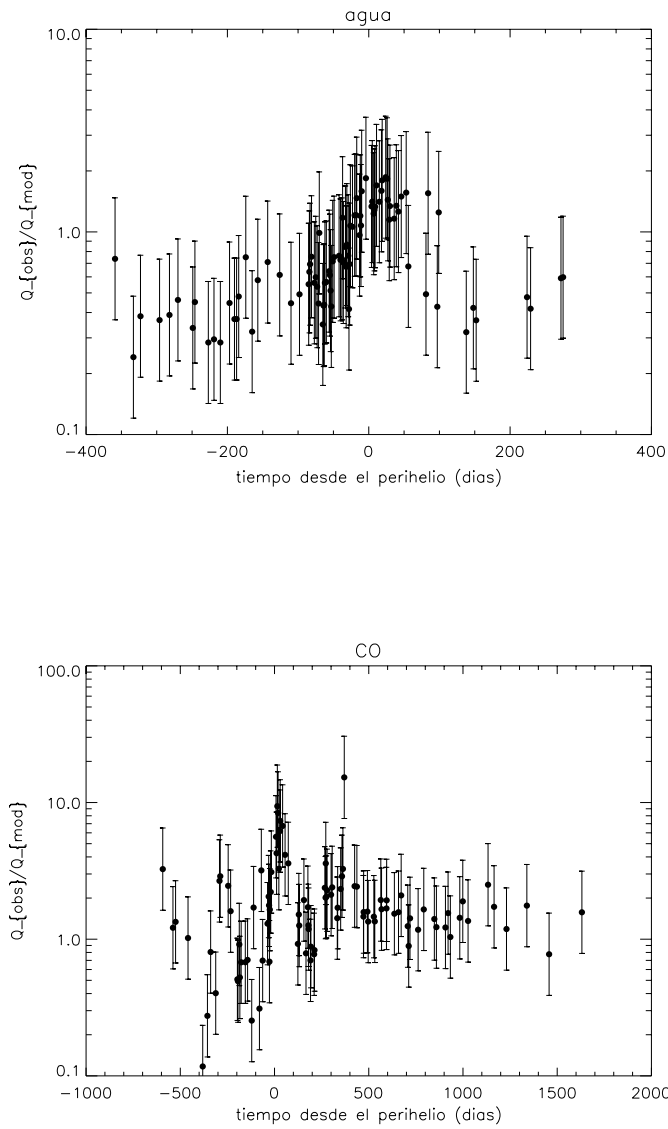 agua
10.0
1.0
0.1
Q_{obs}/Q_{mod}
−400 −200 0 200 400
tiempo desde el perihelio (dias)
CO
100.0
10.0
1.0
0.1
Q_{obs}/Q_{mod}
−1000 −500 0 500 1000 1500 2000
tiempo desde el perihelio (dias)